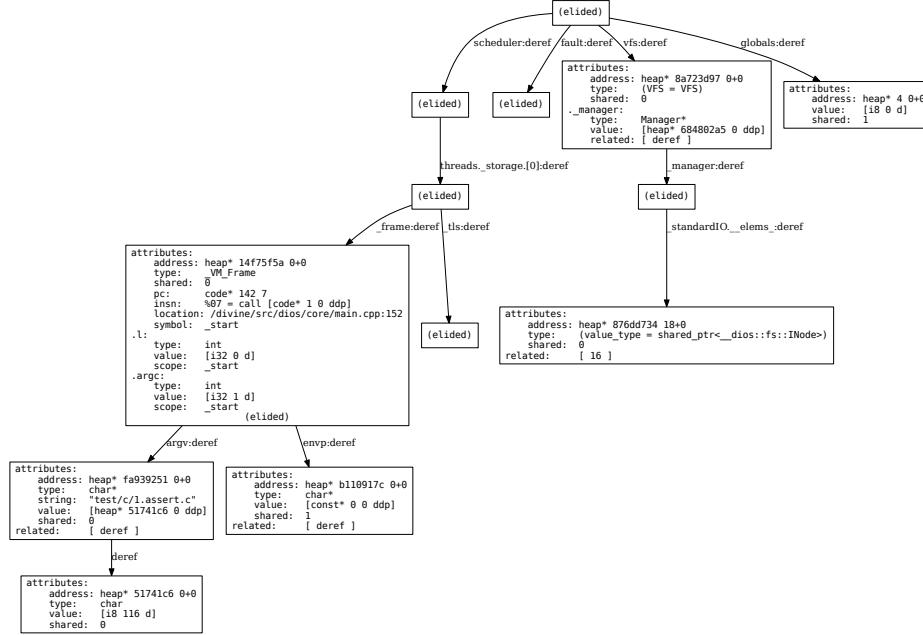 (elided)
scheduler:deref
fault:deref
vfs:deref
globals:deref
(elided)
(elided)
attributes:
address: heap* 8a723d97 0+0
type: (VFS = VFS)
shared: 0
._manager:
type: Manager*
value: [heap* 684802a5 0 ddp]
related: [ deref ]
attributes:
address: heap* 4 0+0
value: [i8 0 d]
shared: 1
threads._storage.[0]:deref
_manager:deref
(elided)
(elided)
_frame:deref
_tls:deref
_standardIO.__elems_:deref
attributes:
address: heap* 14f75f5a 0+0
type: _VM_Frame
shared: 0
pc: code* 142 7
insn: %07 = call [code* 1 0 ddp]
location: /divine/src/dios/core/main.cpp:152
symbol: _start
.l:
type: int
value: [i32 0 d]
scope: _start
.argc:
type: int
value: [i32 1 d]
scope: _start
(elided)
(elided)
attributes:
address: heap* 876dd734 18+0
type: (value_type = shared_ptr<__dios::fs::INode>)
shared: 0
related: [ 16 ]
argv:deref
envp:deref
attributes:
address: heap* fa939251 0+0
type: char*
string: "test/c/1.assert.c"
value: [heap* 51741c6 0 ddp]
shared: 0
related: [ deref ]
attributes:
address: heap* b110917c 0+0
type: char*
value: [const* 0 0 ddp]
shared: 1
related: [ deref ]
deref
attributes:
address: heap* 51741c6 0+0
type: char
value: [i8 116 d]
shared: 0